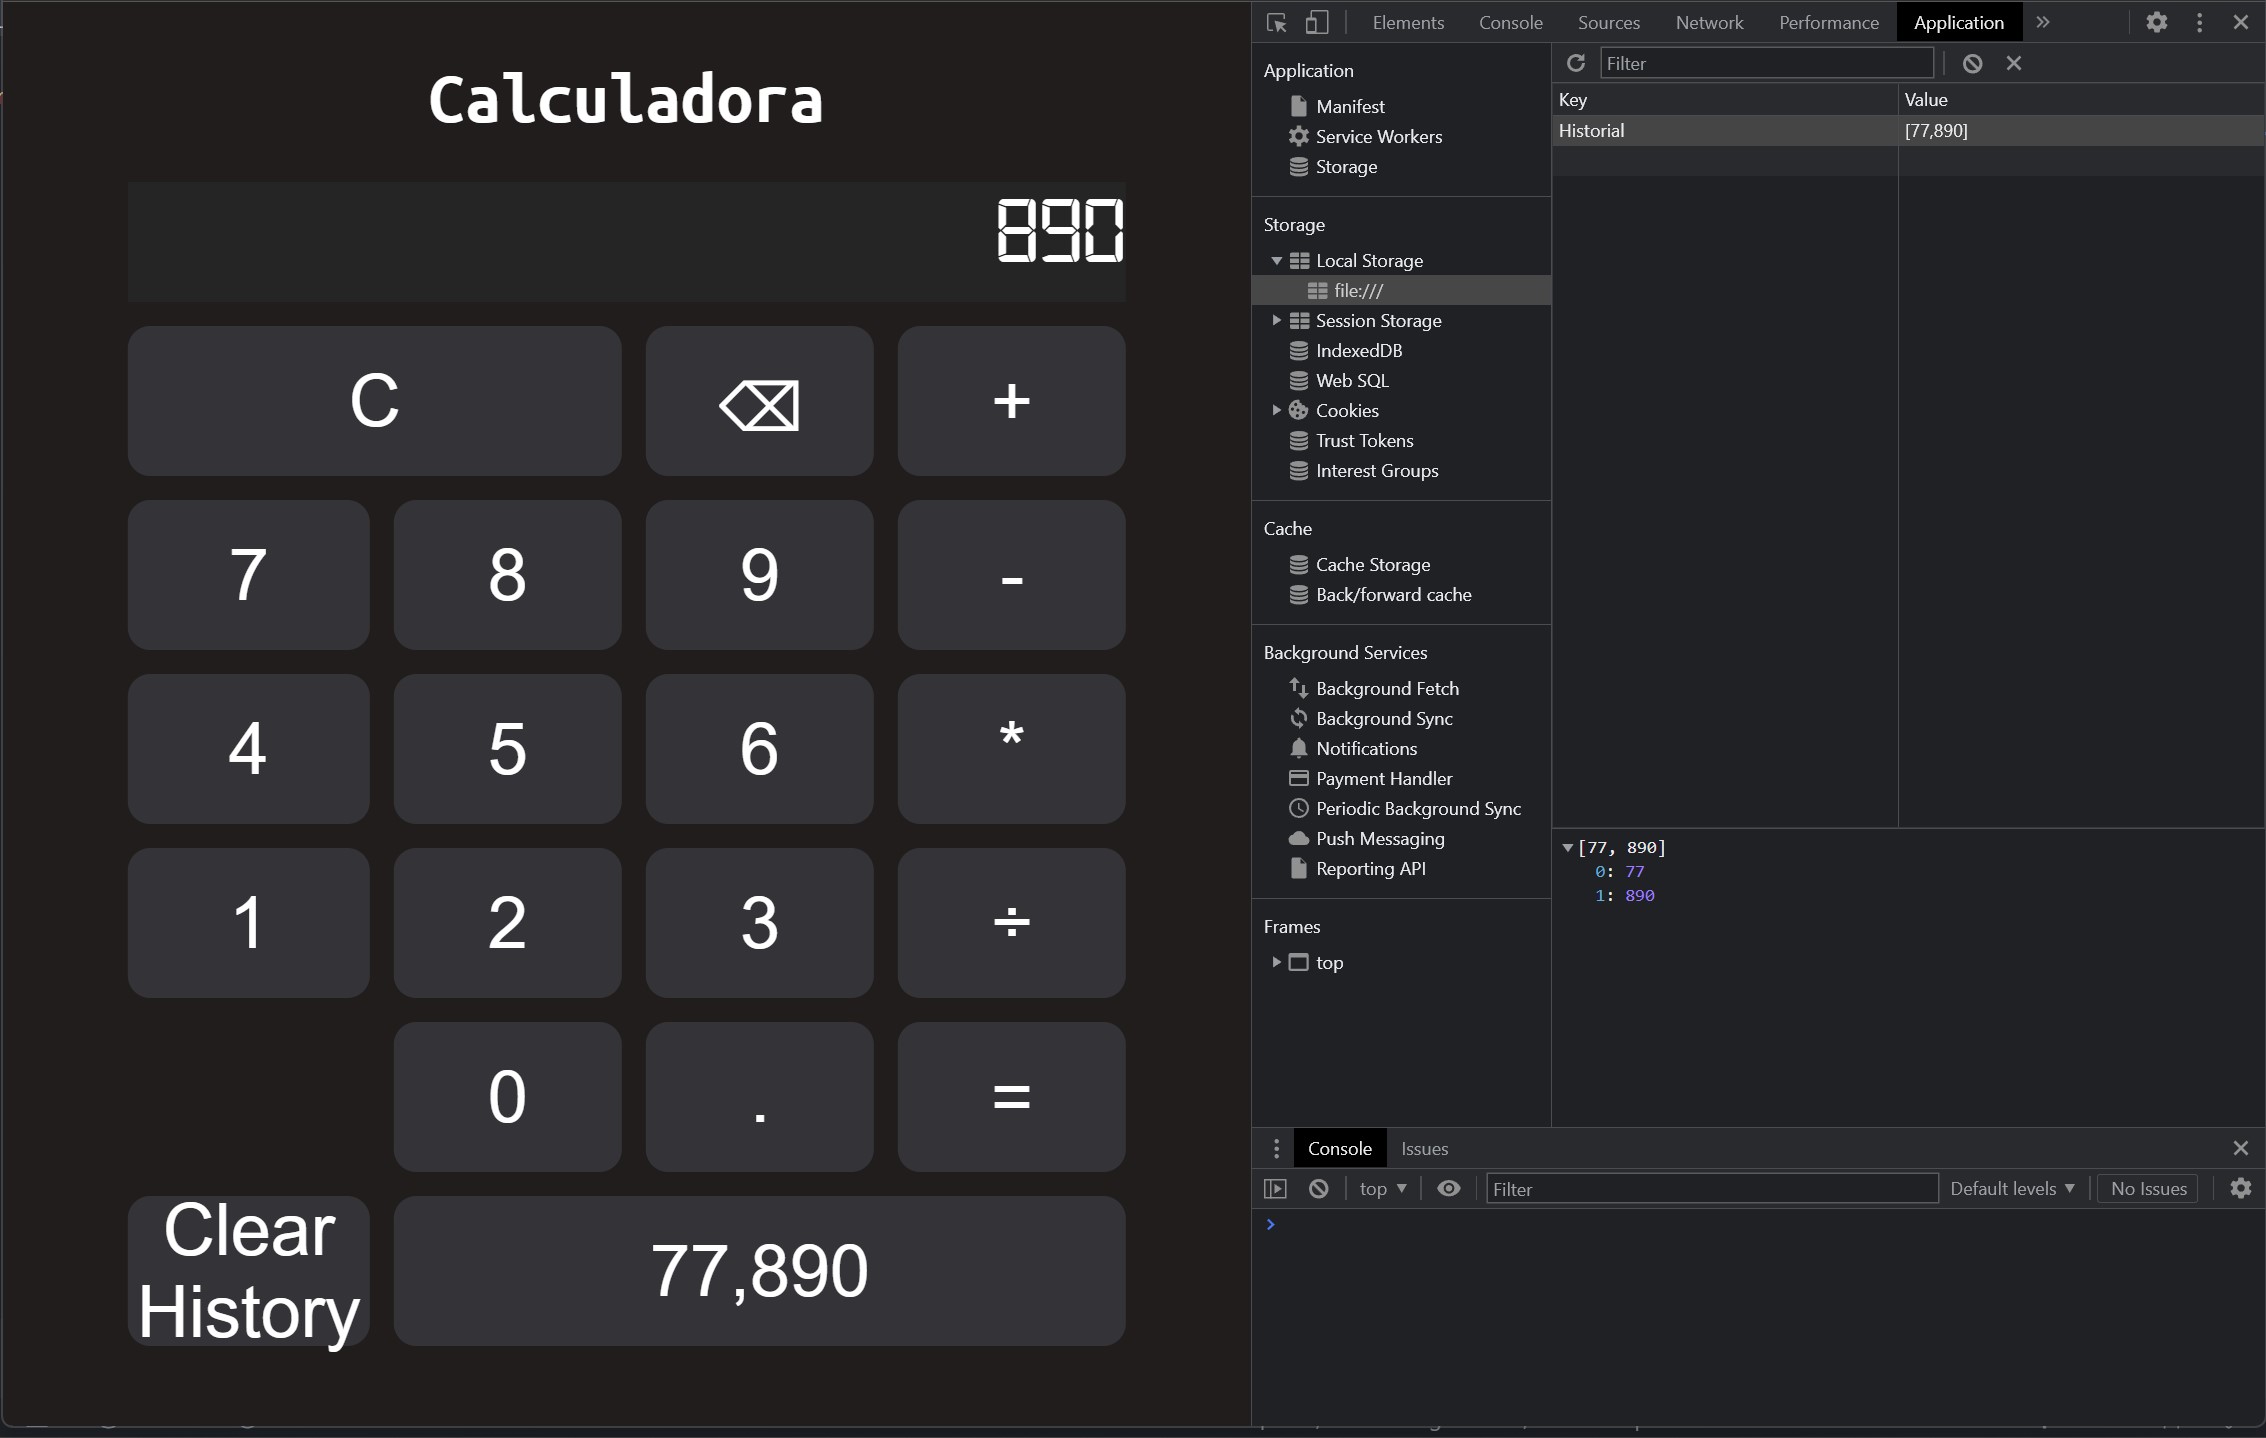 Calculadora
890
C
⌫
+
7
8
9
-
4
5
6
*
1
2
3
÷
0
.
=
Clear
History
77,890
Elements
Console
Sources
Network
Performance
Application
»
Application
Manifest
Service Workers
Storage
Storage
Local Storage
file:///
Session Storage
IndexedDB
Web SQL
Cookies
Trust Tokens
Interest Groups
Cache
Cache Storage
Back/forward cache
Background Services
Background Fetch
Background Sync
Notifications
Payment Handler
Periodic Background Sync
Push Messaging
Reporting API
Frames
top
Filter
Key
Value
Historial
[77,890]
[77, 890]
0: 77
1: 890
Console
Issues
top
Filter
Default levels
No Issues